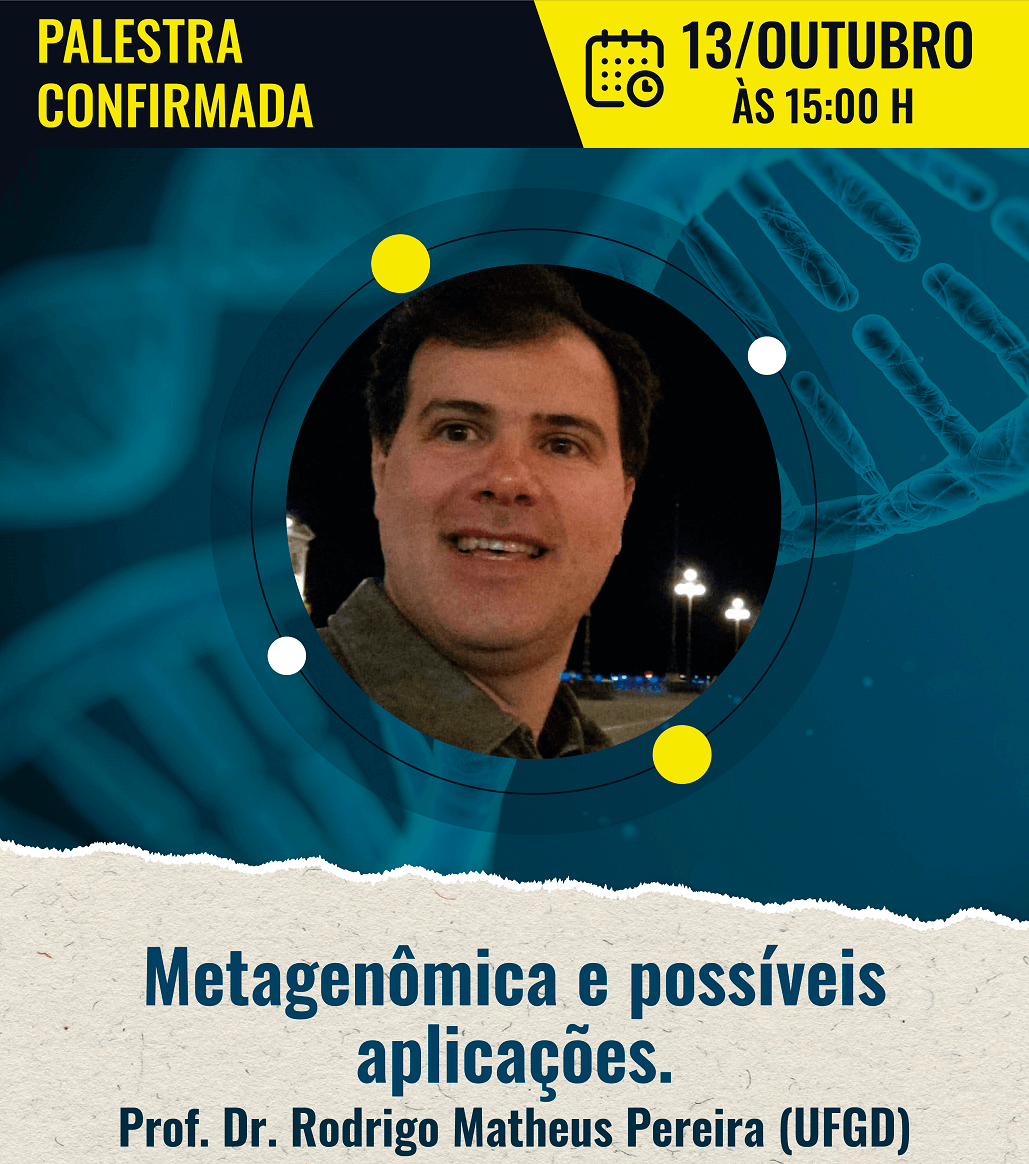 PALESTRA
CONFIRMADA
13/OUTUBRO
ÀS 15:00 H
Metagenômica e possíveis
aplicações.
Prof. Dr. Rodrigo Matheus Pereira (UFGD)